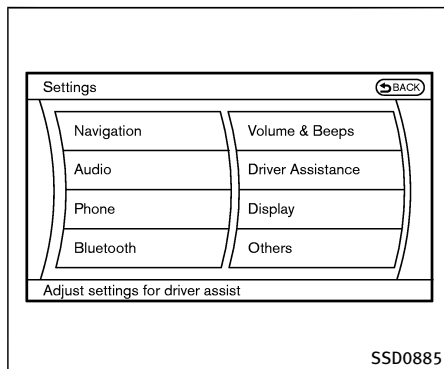 Settings
BACK
Navigation
Volume & Beeps
Audio
Driver Assistance
Phone
Display
Bluetooth
Others
Adjust settings for driver assist
SSD0885